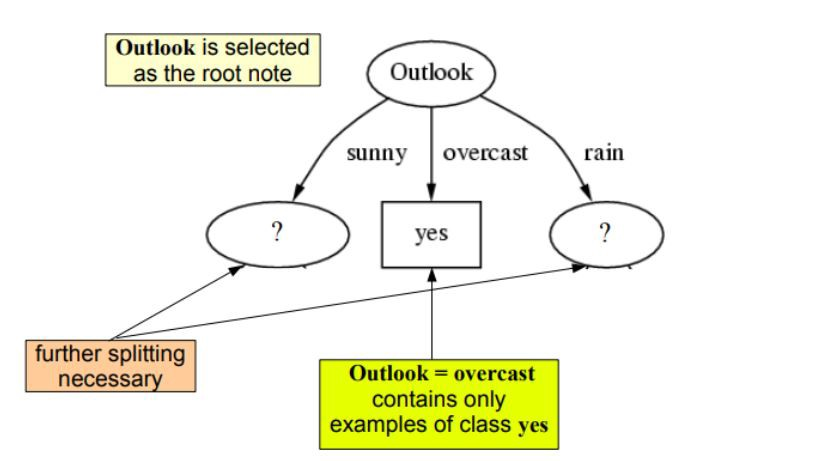 Outlook is selected
as the root note
Outlook
sunny
overcast
rain
?
yes
?
further splitting
necessary
Outlook = overcast
contains only
examples of class yes